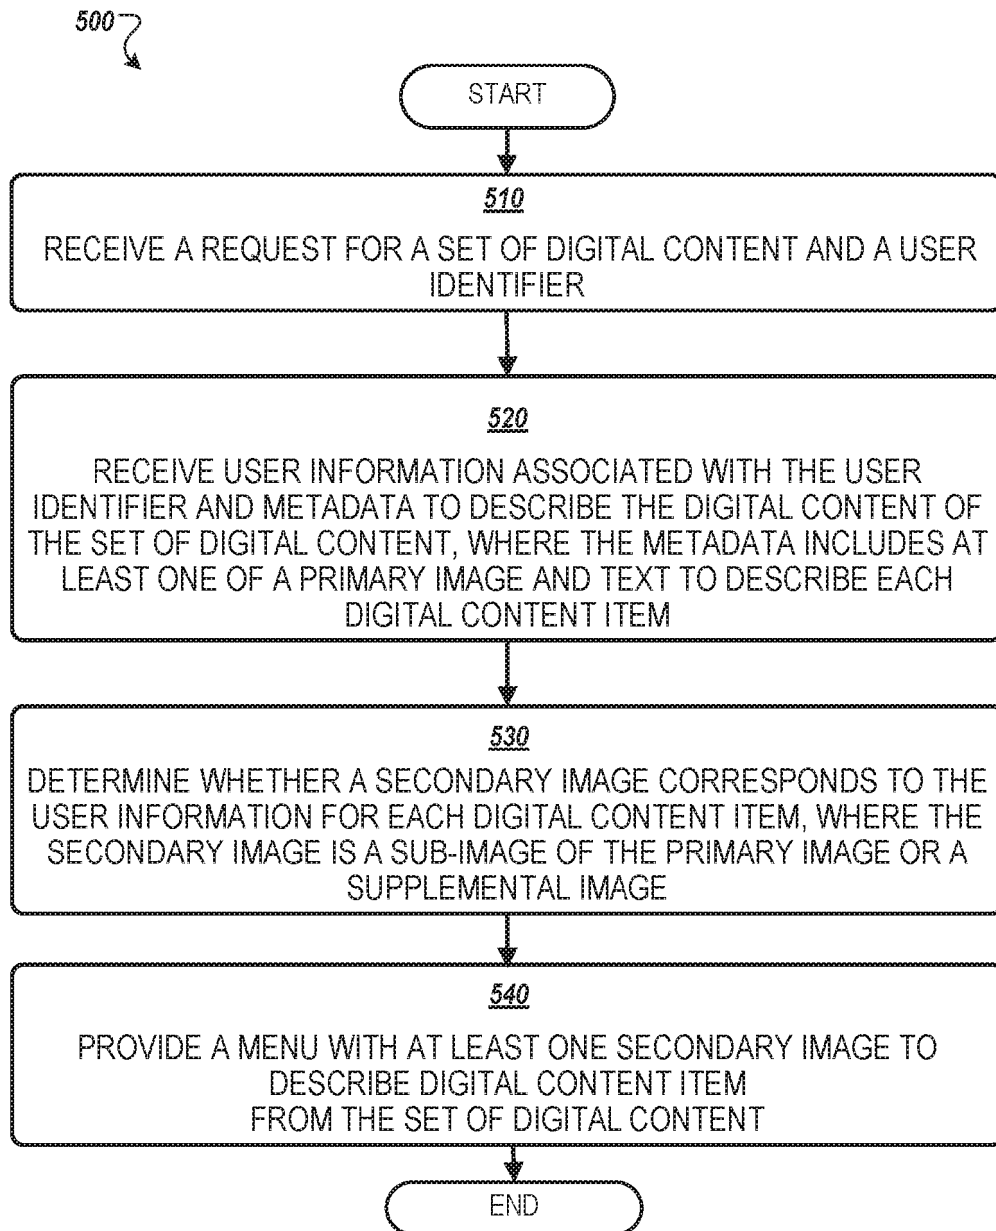 500
START
510
RECEIVE A REQUEST FOR A SET OF DIGITAL CONTENT AND A USER
IDENTIFIER
520
RECEIVE USER INFORMATION ASSOCIATED WITH THE USER
IDENTIFIER AND METADATA TO DESCRIBE THE DIGITAL CONTENT OF
THE SET OF DIGITAL CONTENT, WHERE THE METADATA INCLUDES AT
LEAST ONE OF A PRIMARY IMAGE AND TEXT TO DESCRIBE EACH
DIGITAL CONTENT ITEM
530
DETERMINE WHETHER A SECONDARY IMAGE CORRESPONDS TO THE
USER INFORMATION FOR EACH DIGITAL CONTENT ITEM, WHERE THE
SECONDARY IMAGE IS A SUB-IMAGE OF THE PRIMARY IMAGE OR A
SUPPLEMENTAL IMAGE
540
PROVIDE A MENU WITH AT LEAST ONE SECONDARY IMAGE TO
DESCRIBE DIGITAL CONTENT ITEM
FROM THE SET OF DIGITAL CONTENT
END